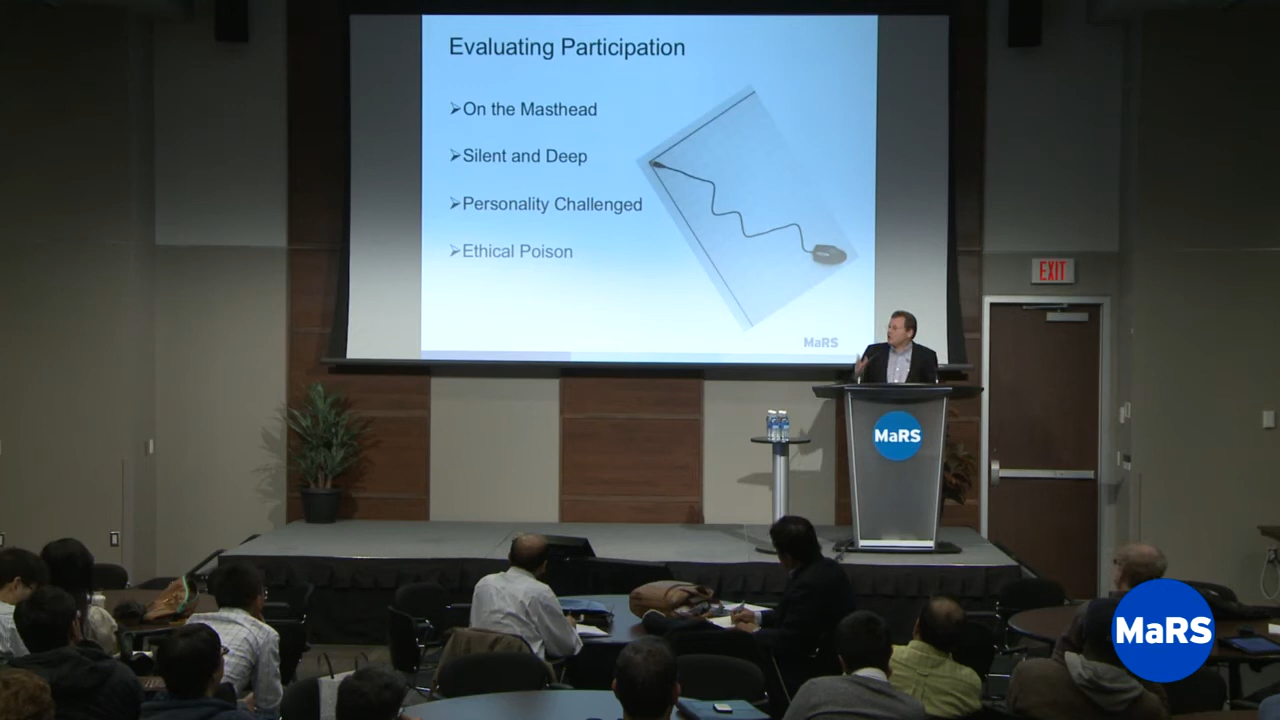 Evaluating Participation
➢On the Masthead
➢Silent and Deep
➢Personality Challenged
➢Ethical Poison
MaRS
EXIT
MaRS
MaRS